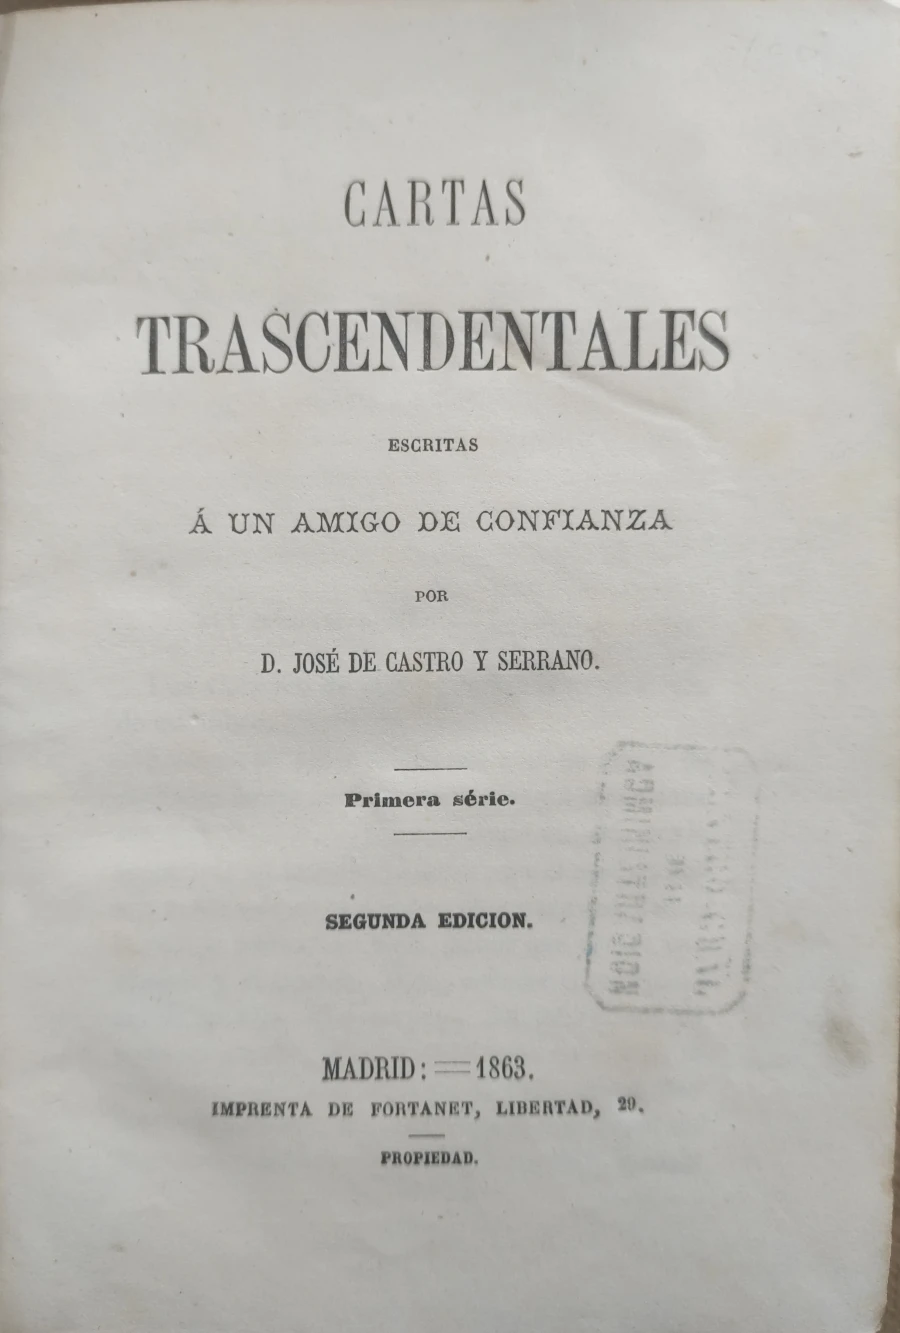 CARTAS
TRASCENDENTALES
ESCRITAS
Á UN AMIGO DE CONFIANZA
POR
D. JOSÉ DE CASTRO Y SERRANO.
Primera série.
SEGUNDA EDICION.
MADRID: 1863.
IMPRENTA DE FORTANET, LIBERTAD, 29.
PROPIEDAD.